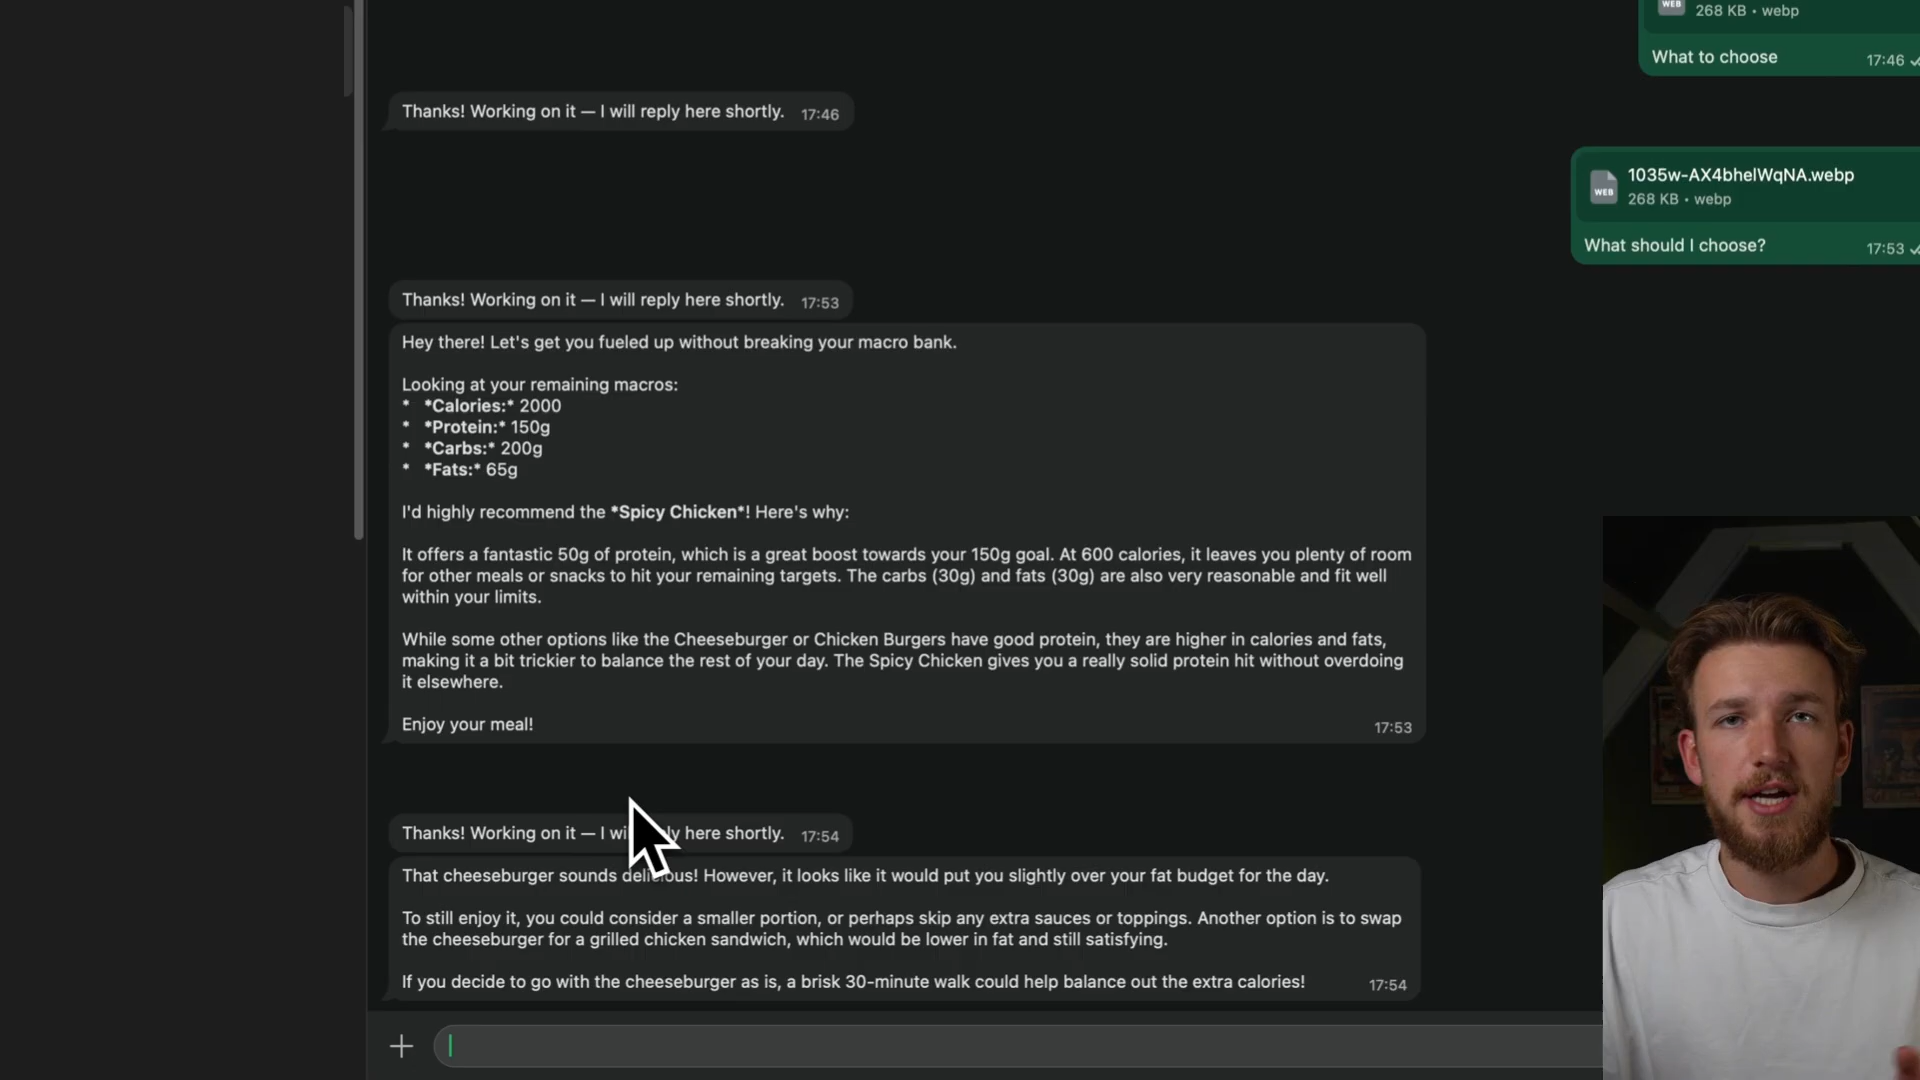 WEB
268 KB • webp
What to choose
17:46
Thanks! Working on it — I will reply here shortly. 17:46
1035w-AX4bhelWqNA.webp
WEB
268 KB • webp
What should I choose?
17:53
Thanks! Working on it — I will reply here shortly. 17:53
Hey there! Let's get you fueled up without breaking your macro bank.
Looking at your remaining macros:
* *Calories:* 2000
* *Protein:* 150g
* *Carbs:* 200g
* *Fats:* 65g
I'd highly recommend the *Spicy Chicken*! Here's why:
It offers a fantastic 50g of protein, which is a great boost towards your 150g goal. At 600 calories, it leaves you plenty of room
for other meals or snacks to hit your remaining targets. The carbs (30g) and fats (30g) are also very reasonable and fit well
within your limits.
While some other options like the Cheeseburger or Chicken Burgers have good protein, they are higher in calories and fats,
making it a bit trickier to balance the rest of your day. The Spicy Chicken gives you a really solid protein hit without overdoing
it elsewhere.
Enjoy your meal!
17:53
Thanks! Working on it — I will reply here shortly. 17:54
That cheeseburger sounds delicious! However, it looks like it would put you slightly over your fat budget for the day.
To still enjoy it, you could consider a smaller portion, or perhaps skip any extra sauces or toppings. Another option is to swap
the cheeseburger for a grilled chicken sandwich, which would be lower in fat and still satisfying.
If you decide to go with the cheeseburger as is, a brisk 30-minute walk could help balance out the extra calories!
17:54